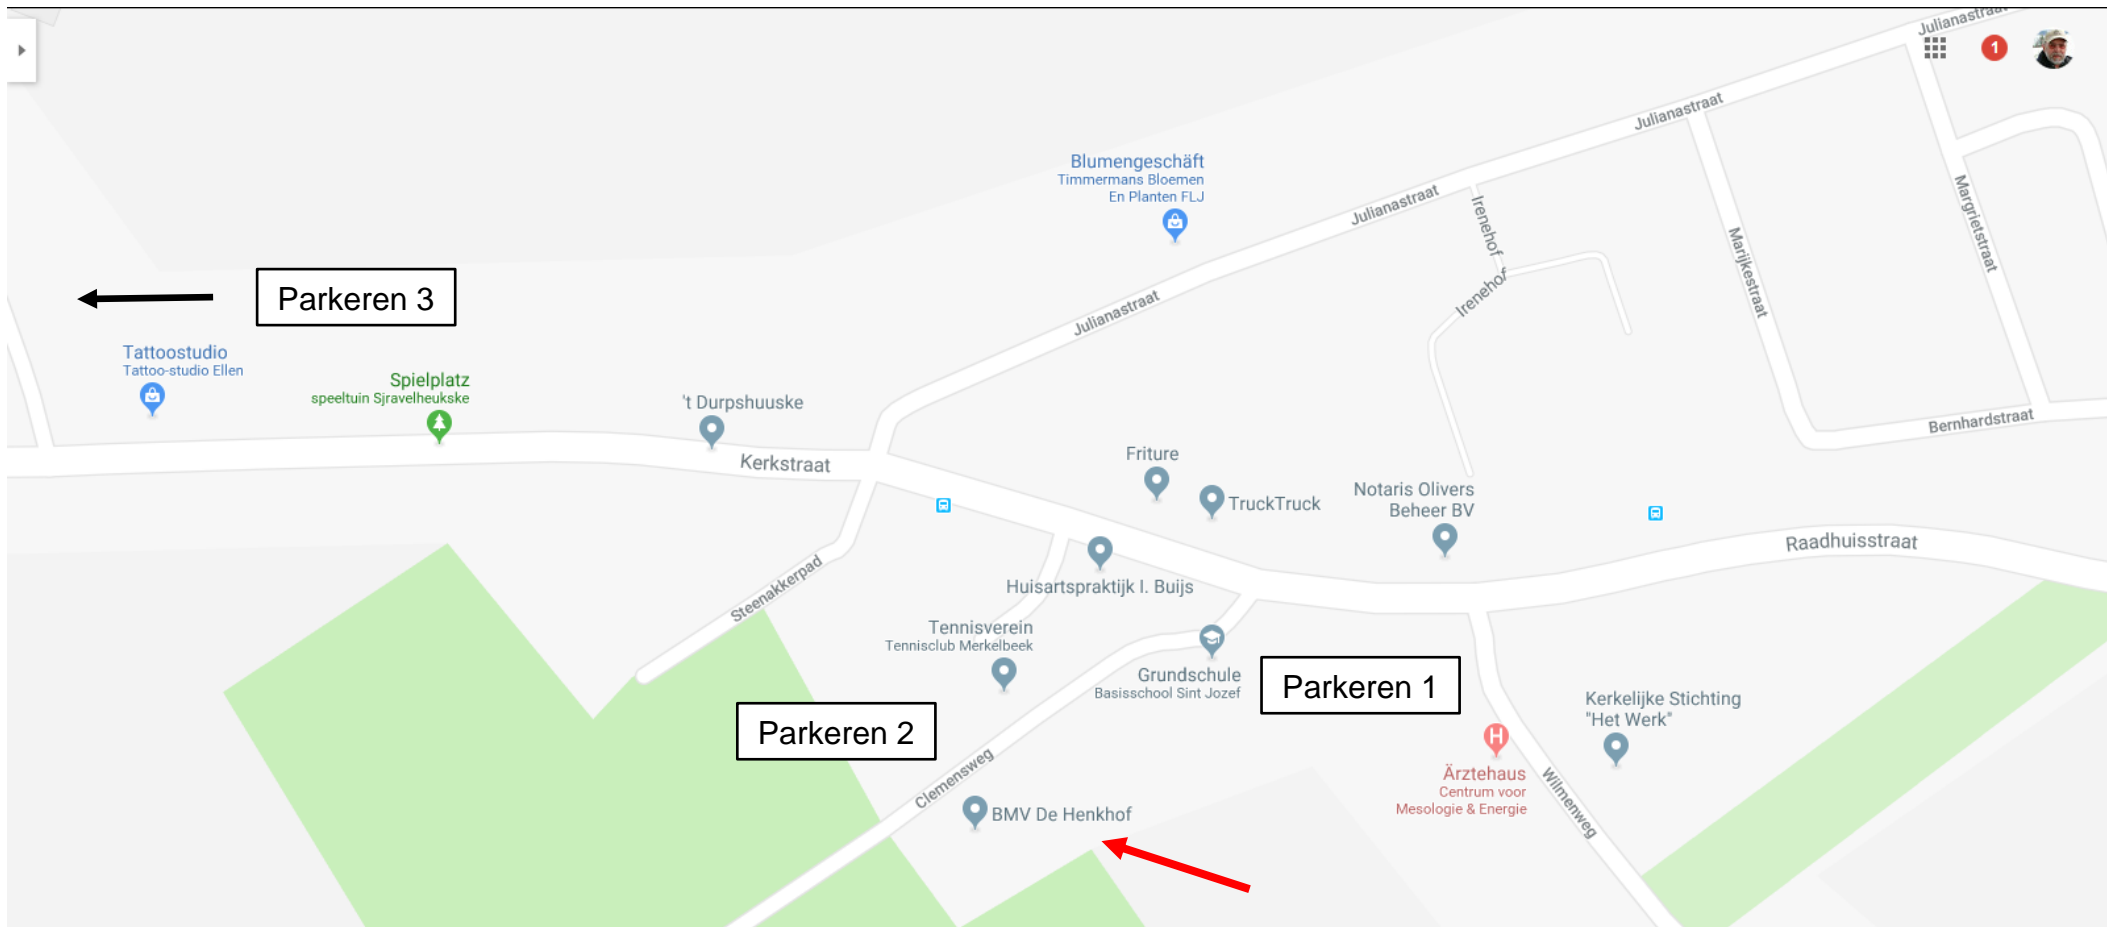 Julianastraat
1
Julianastraat
Blumengeschäft
Timmermans Bloemen
En Planten FLJ
Julianastraat
Irenehof
Margrietstraat
Marijkestraat
Irenehof
Julianastraat
Parkeren 3
Tattoostudio
Tattoo-studio Ellen
Spielplatz
speeltuin Sjravelheukske
't Durpshuuske
Bernhardstraat
Kerkstraat
Friture
TruckTruck
Notaris Olivers
Beheer BV
Raadhuisstraat
Steenakkerpad
Huisartspraktijk I. Buijs
Tennisverein
Tennisclub Merkelbeek
Grundschule
Basisschool Sint Jozef
Parkeren 1
Kerkelijke Stichting
"Het Werk"
Parkeren 2
H
Ärztehaus
Centrum voor
Mesologie & Energie
Wilmenweg
Clemensweg
BMV De Henkhof